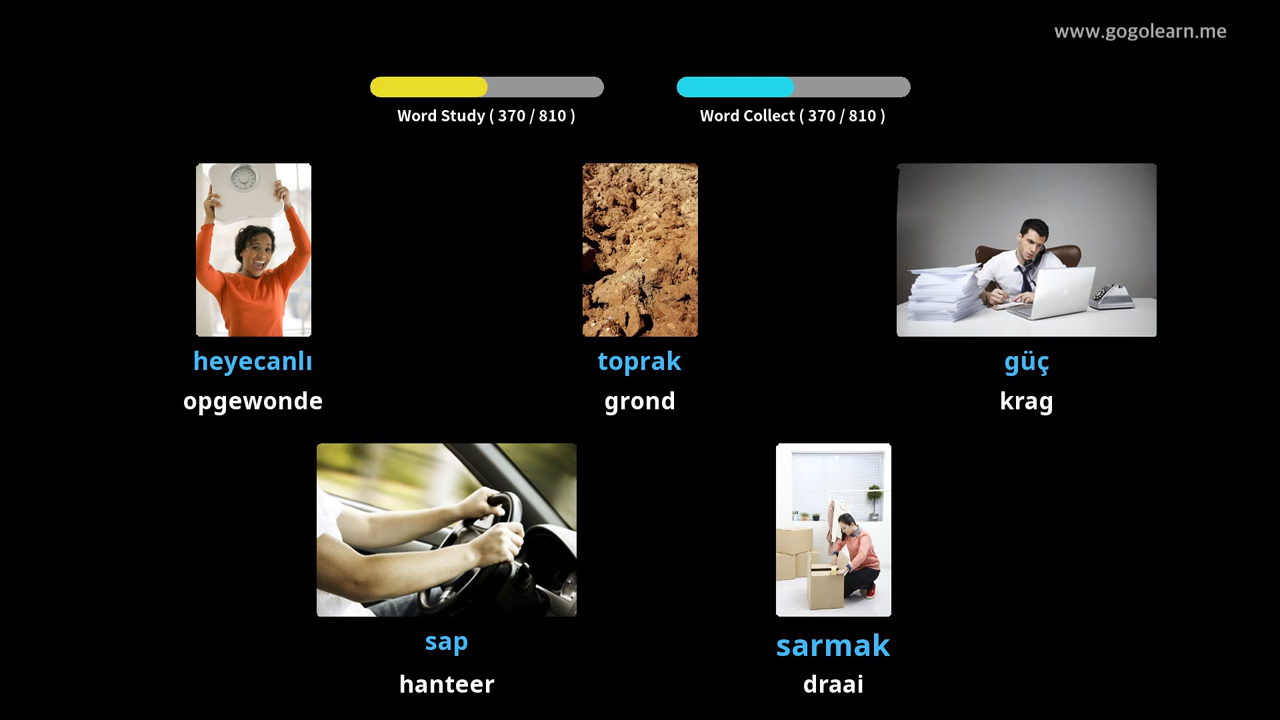 www.gogolearn.me
Word Study ( 370 / 810 )
Word Collect ( 370 / 810 )
heyecanlı
opgewonde
toprak
grond
güç
krag
sap
hanteer
sarmak
draai